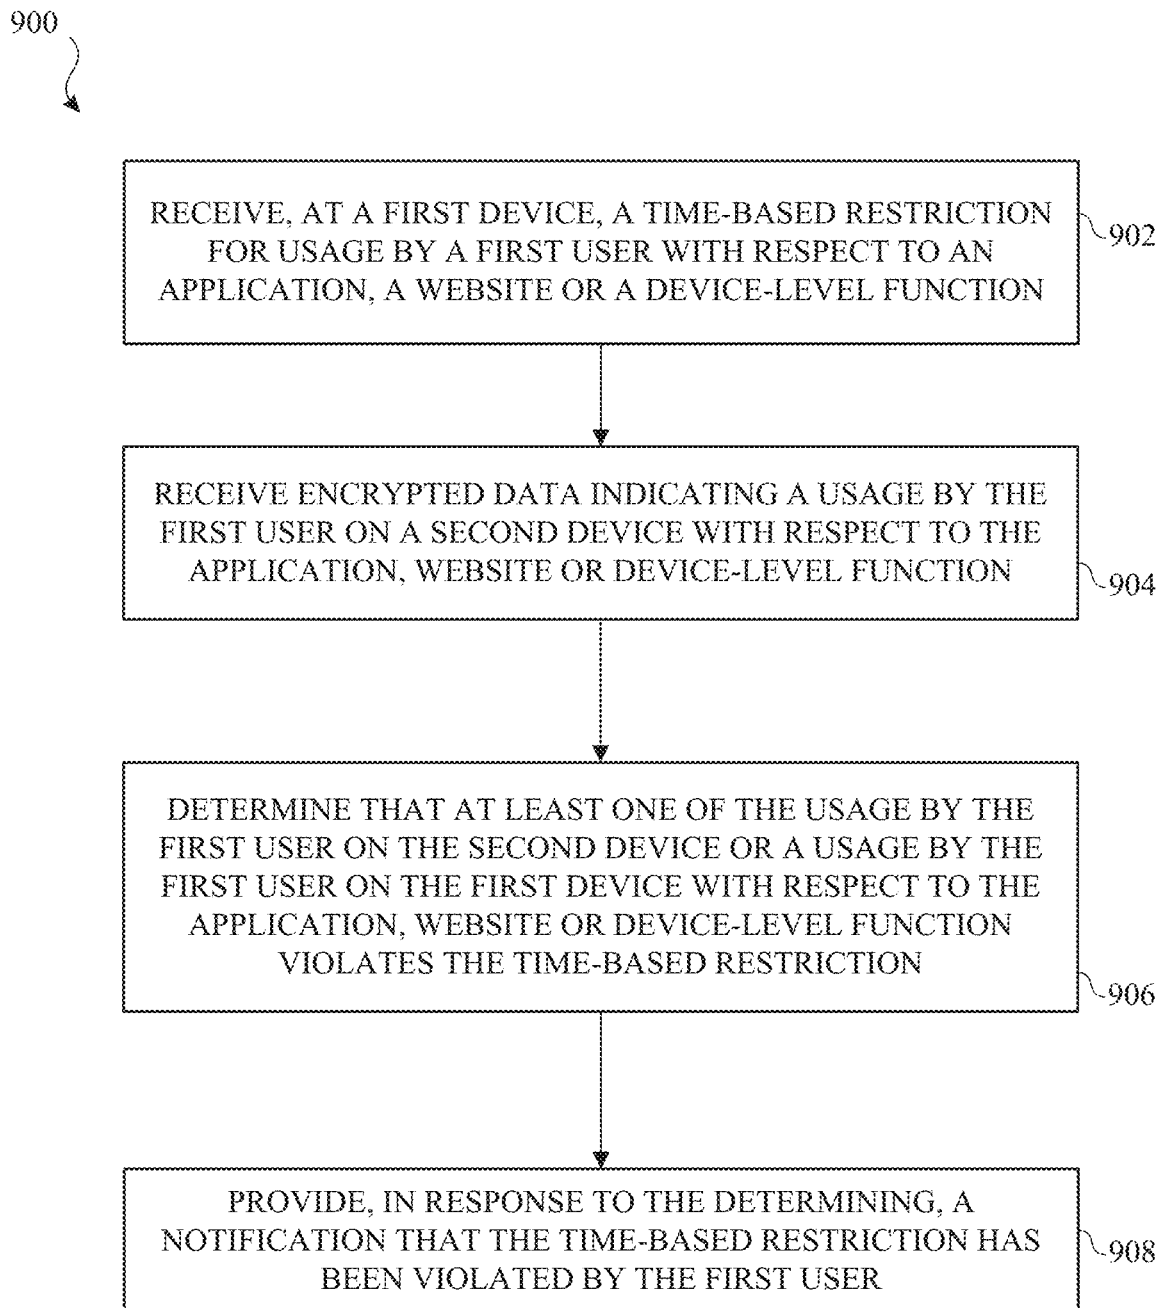 900
RECEIVE, AT A FIRST DEVICE, A TIME-BASED RESTRICTION
FOR USAGE BY A FIRST USER WITH RESPECT TO AN
APPLICATION, A WEBSITE OR A DEVICE-LEVEL FUNCTION
902
RECEIVE ENCRYPTED DATA INDICATING A USAGE BY THE
FIRST USER ON A SECOND DEVICE WITH RESPECT TO THE
APPLICATION, WEBSITE OR DEVICE-LEVEL FUNCTION
904
DETERMINE THAT AT LEAST ONE OF THE USAGE BY THE
FIRST USER ON THE SECOND DEVICE OR A USAGE BY THE
FIRST USER ON THE FIRST DEVICE WITH RESPECT TO THE
APPLICATION, WEBSITE OR DEVICE-LEVEL FUNCTION
VIOLATES THE TIME-BASED RESTRICTION
906
PROVIDE, IN RESPONSE TO THE DETERMINING, A
NOTIFICATION THAT THE TIME-BASED RESTRICTION HAS
BEEN VIOLATED BY THE FIRST USER
908